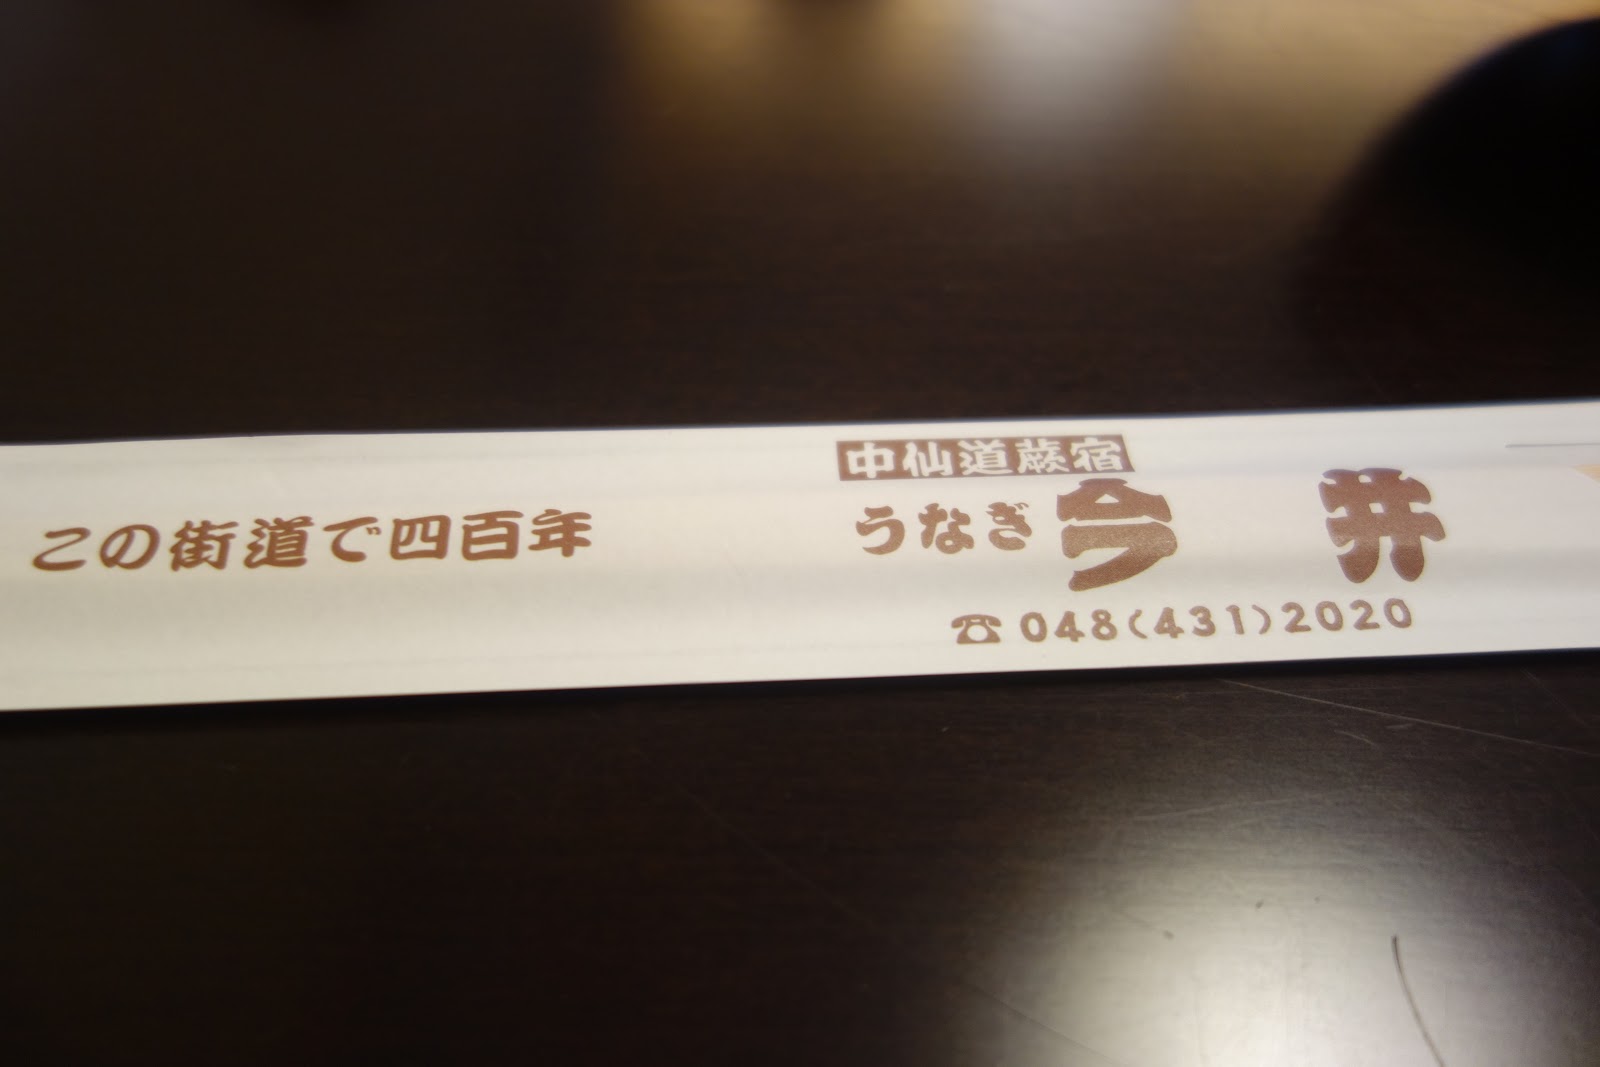 この街道で四百年
中仙道蕨宿
うなぎ 今井
☎048(431)2020